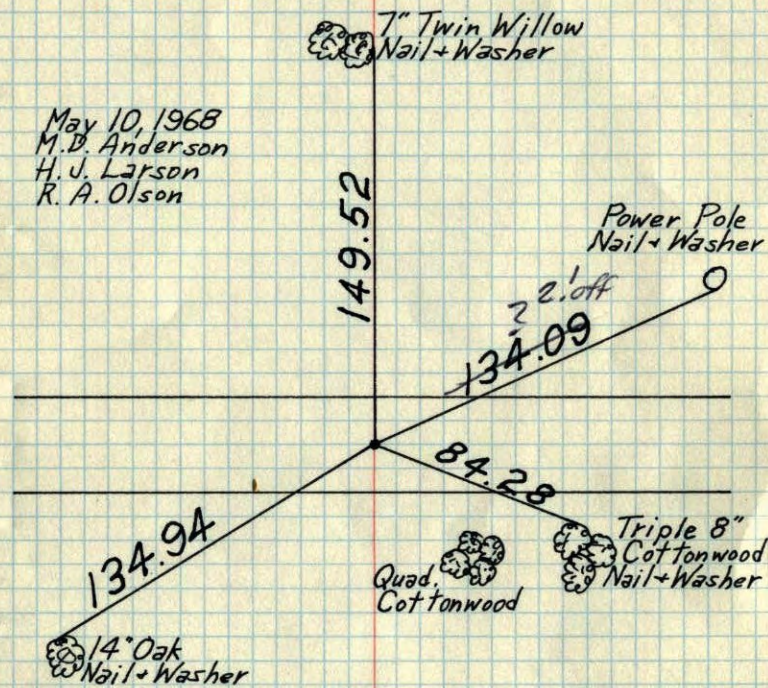 7" Twin Willow
Nail + Washer
May 10, 1968
M.D. Anderson
H. J. Larson
R. A. Olson
149.52
Power Pole
Nail + Washer
? 2.1' off
134.09
84.28
134.94
Triple 8"
Cottonwood
Nail + Washer
Quad.
Cottonwood
14" Oak
Nail + Washer